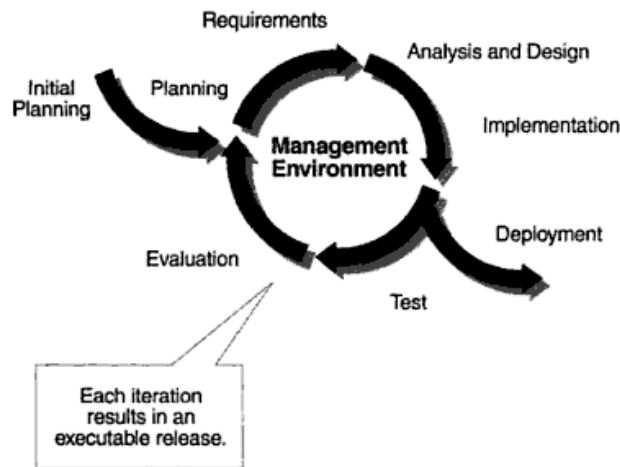 Requirements
Analysis and Design
Initial
Planning
Planning
Implementation
Management
Environment
Deployment
Evaluation
Test
Each iteration
results in an
executable release.